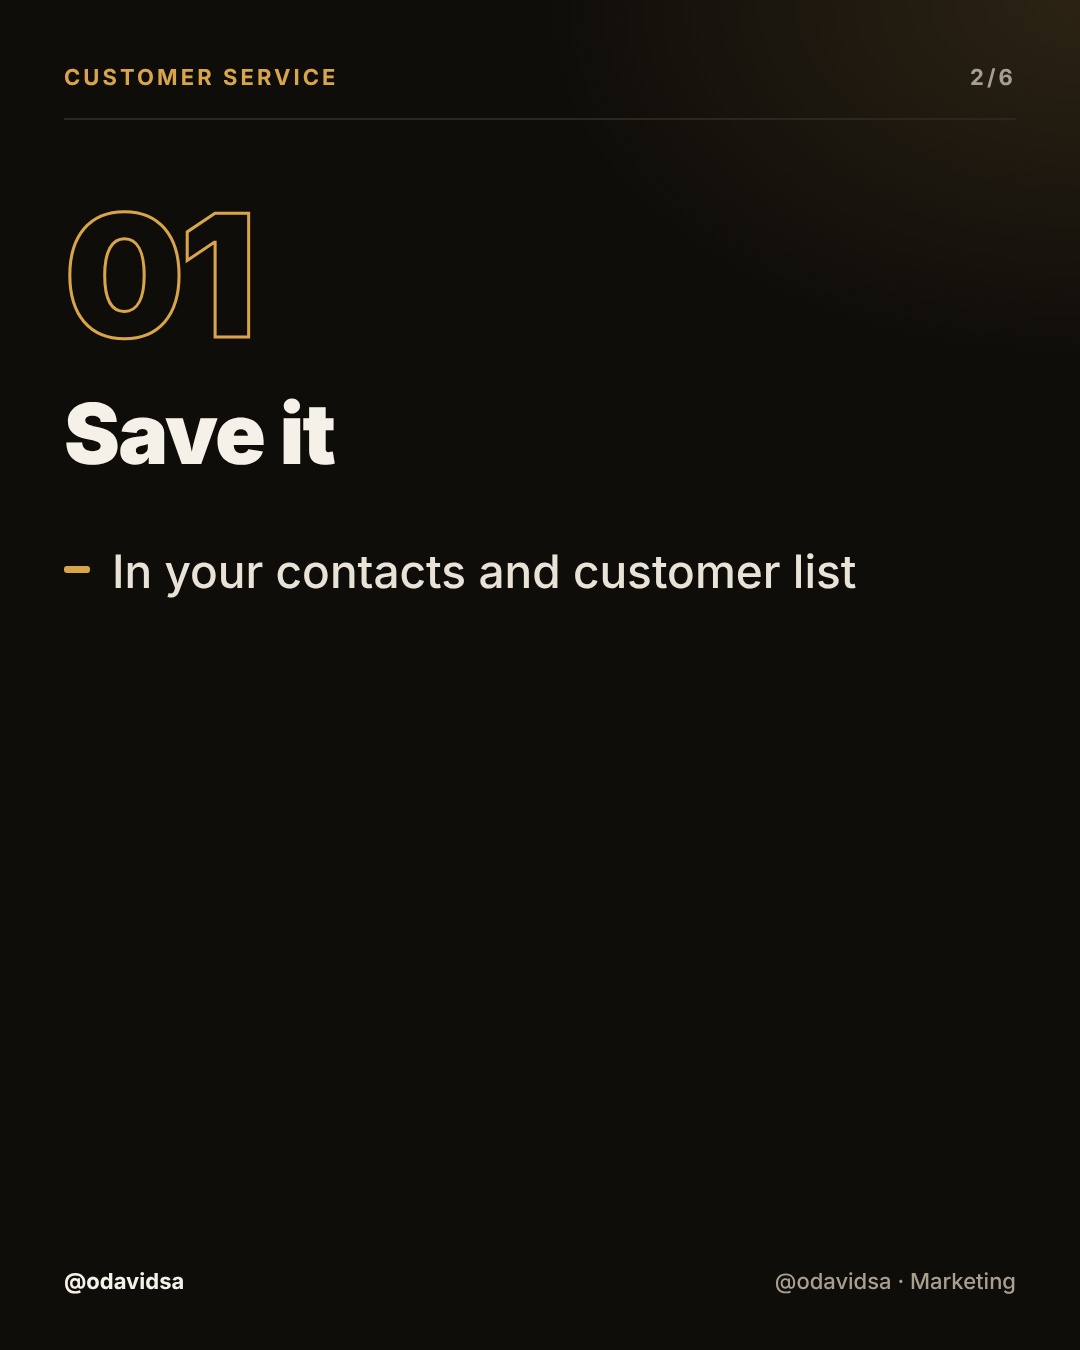 CUSTOMER SERVICE
2/6
01
Save it
In your contacts and customer list
@odavidsa
@odavidsa · Marketing